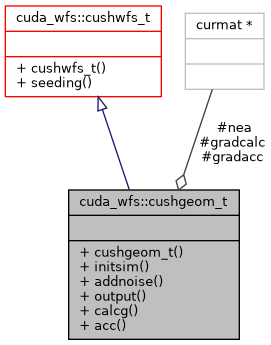 cuda_wfs::cushwfs_t
+ cushwfs_t()
+ seeding()
curmat *
#nea
#gradcalc
#gradacc
cuda_wfs::cushgeom_t
+ cushgeom_t()
+ initsim()
+ addnoise()
+ output()
+ calcg()
+ acc()